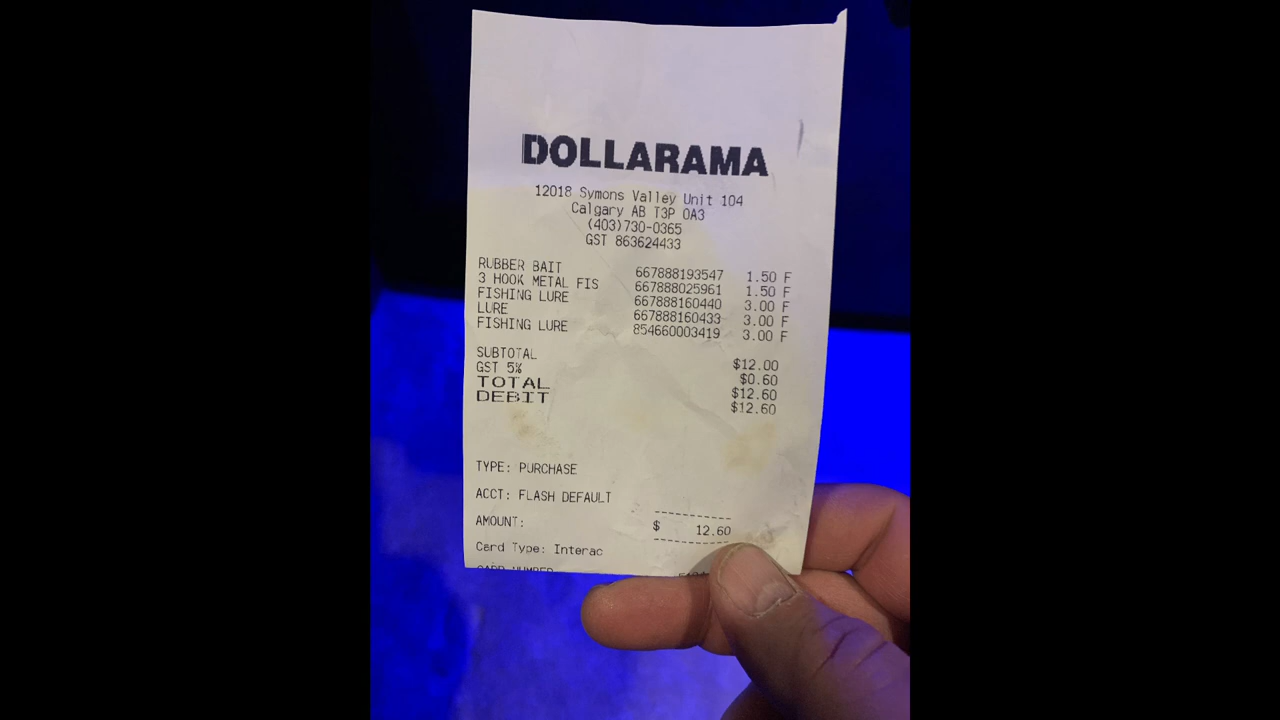 DOLLARAMA
12018 Symons Valley Unit 104
Calgary AB T3P 0A3
(403)730-0365
GST 863624433
RUBBER BAIT 667888193547 1.50 F
3 HOOK METAL FIS 667888025961 1.50 F
FISHING LURE 667888160440 3.00 F
LURE 667888160433 3.00 F
FISHING LURE 854660003419 3.00 F
SUBTOTAL $12.00
GST 5% $0.60
TOTAL $12.60
DEBIT $12.60
TYPE: PURCHASE
ACCT: FLASH DEFAULT
AMOUNT: $ 12.60
Card Type: Interac
CARD NUMBER